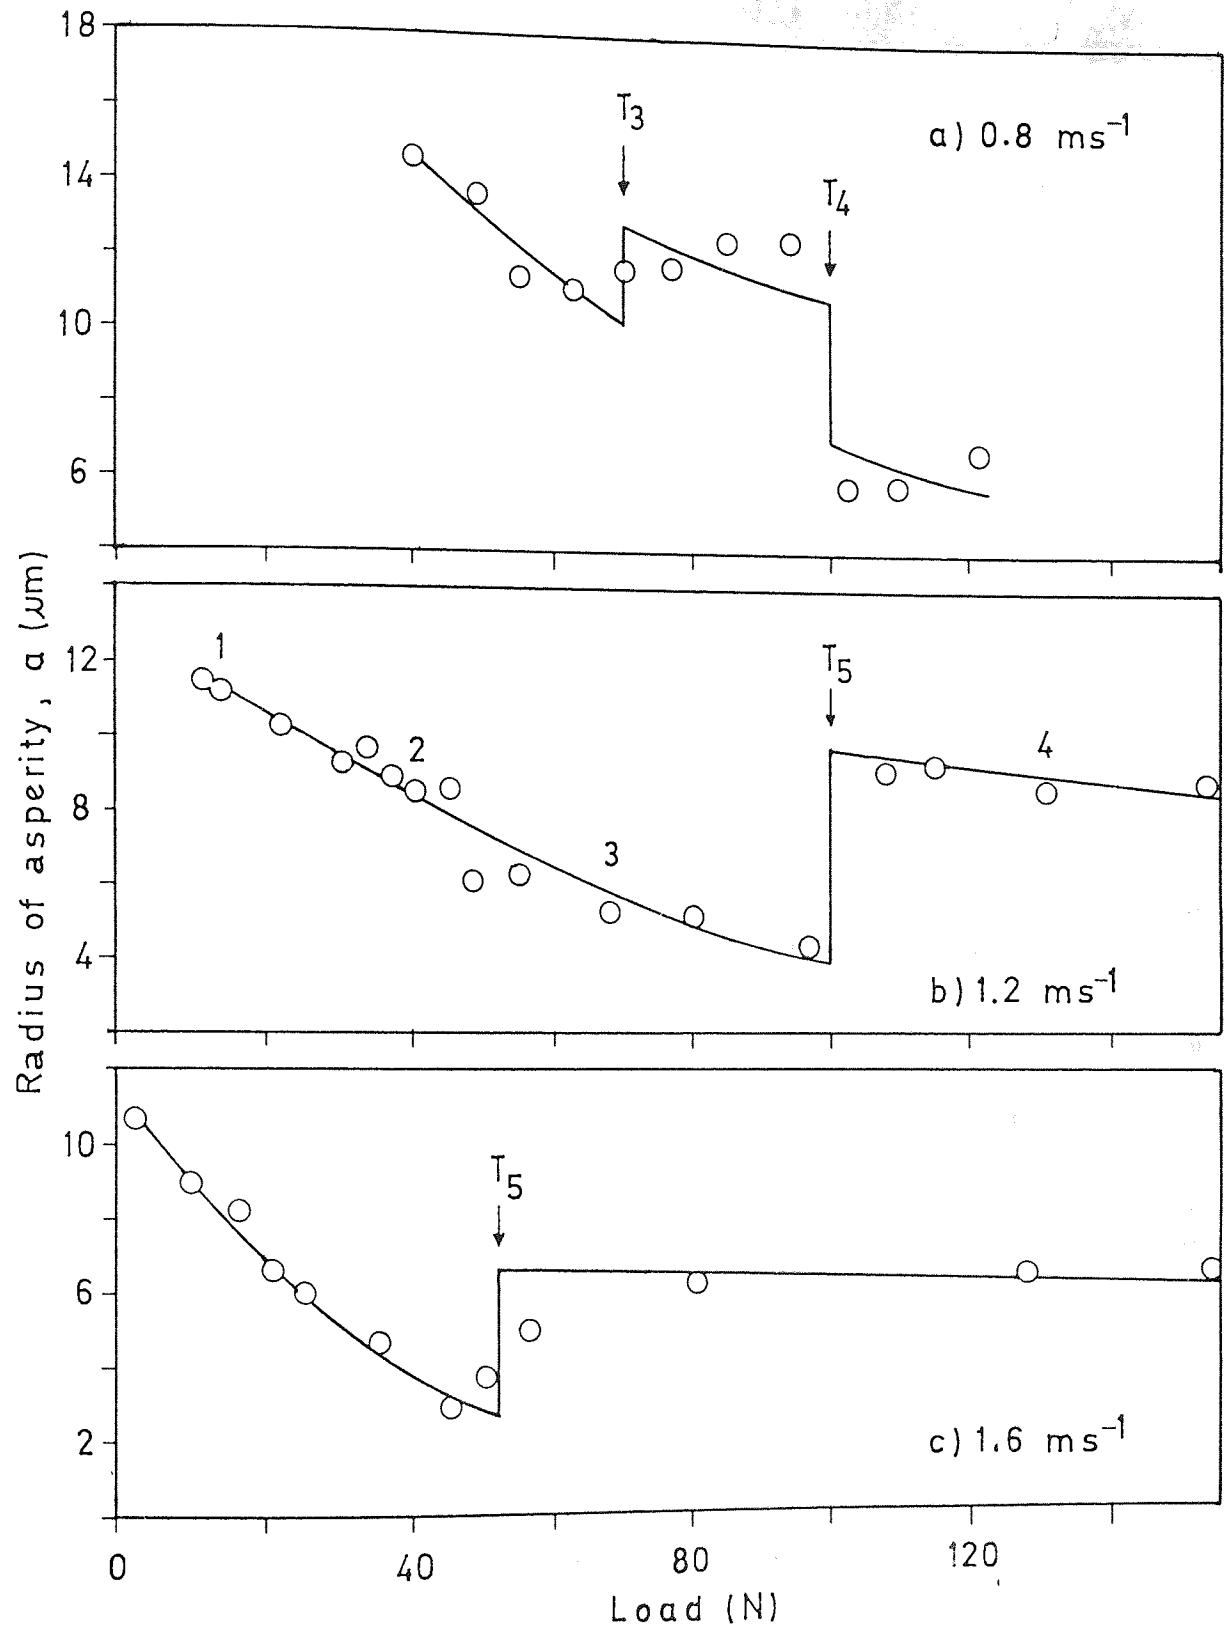 18
14
10
6
T3
T4
a) 0.8 ms⁻¹
12
8
4
1
2
3
T5
4
b) 1.2 ms⁻¹
10
6
2
T5
c) 1.6 ms⁻¹
0 40 80 120
Load (N)
Radius of asperity, a (µm)